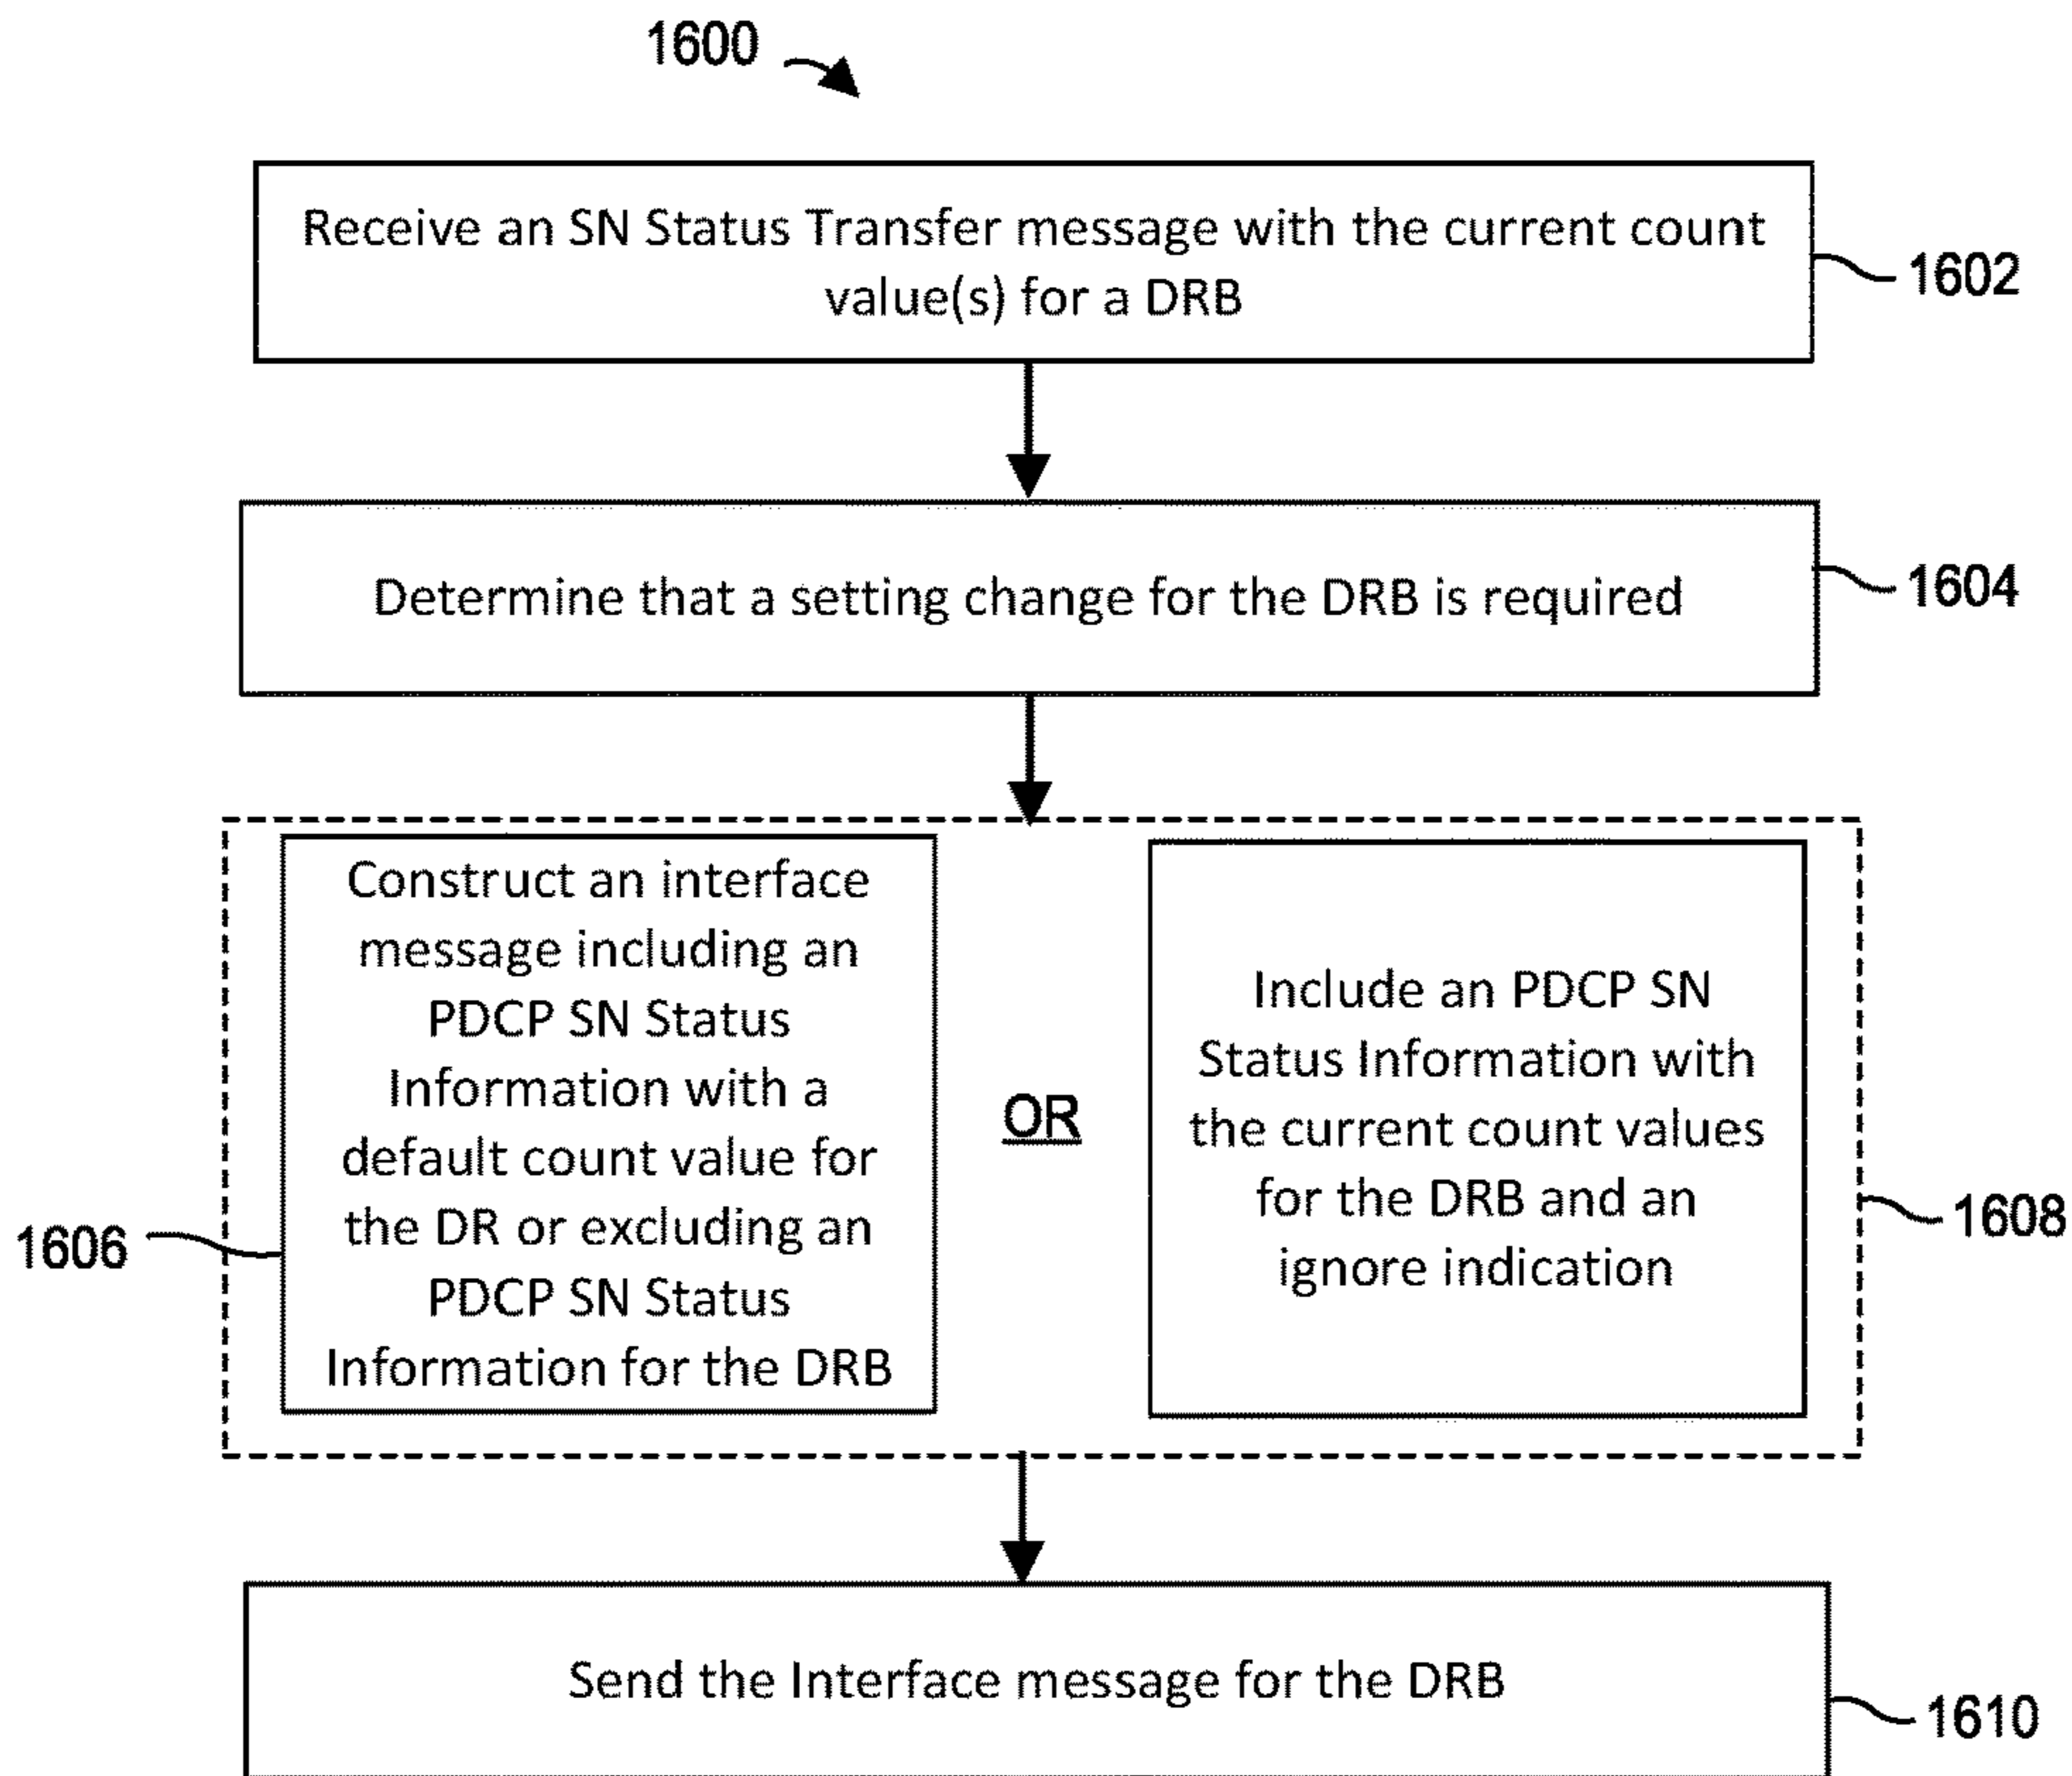 1600
Receive an SN Status Transfer message with the current count
value(s) for a DRB
1602
Determine that a setting change for the DRB is required
1604
Construct an interface
message including an
PDCP SN Status
Information with a
default count value for
the DR or excluding an
PDCP SN Status
Information for the DRB
1606
OR
Include an PDCP SN
Status Information with
the current count values
for the DRB and an
ignore indication
1608
Send the Interface message for the DRB
1610